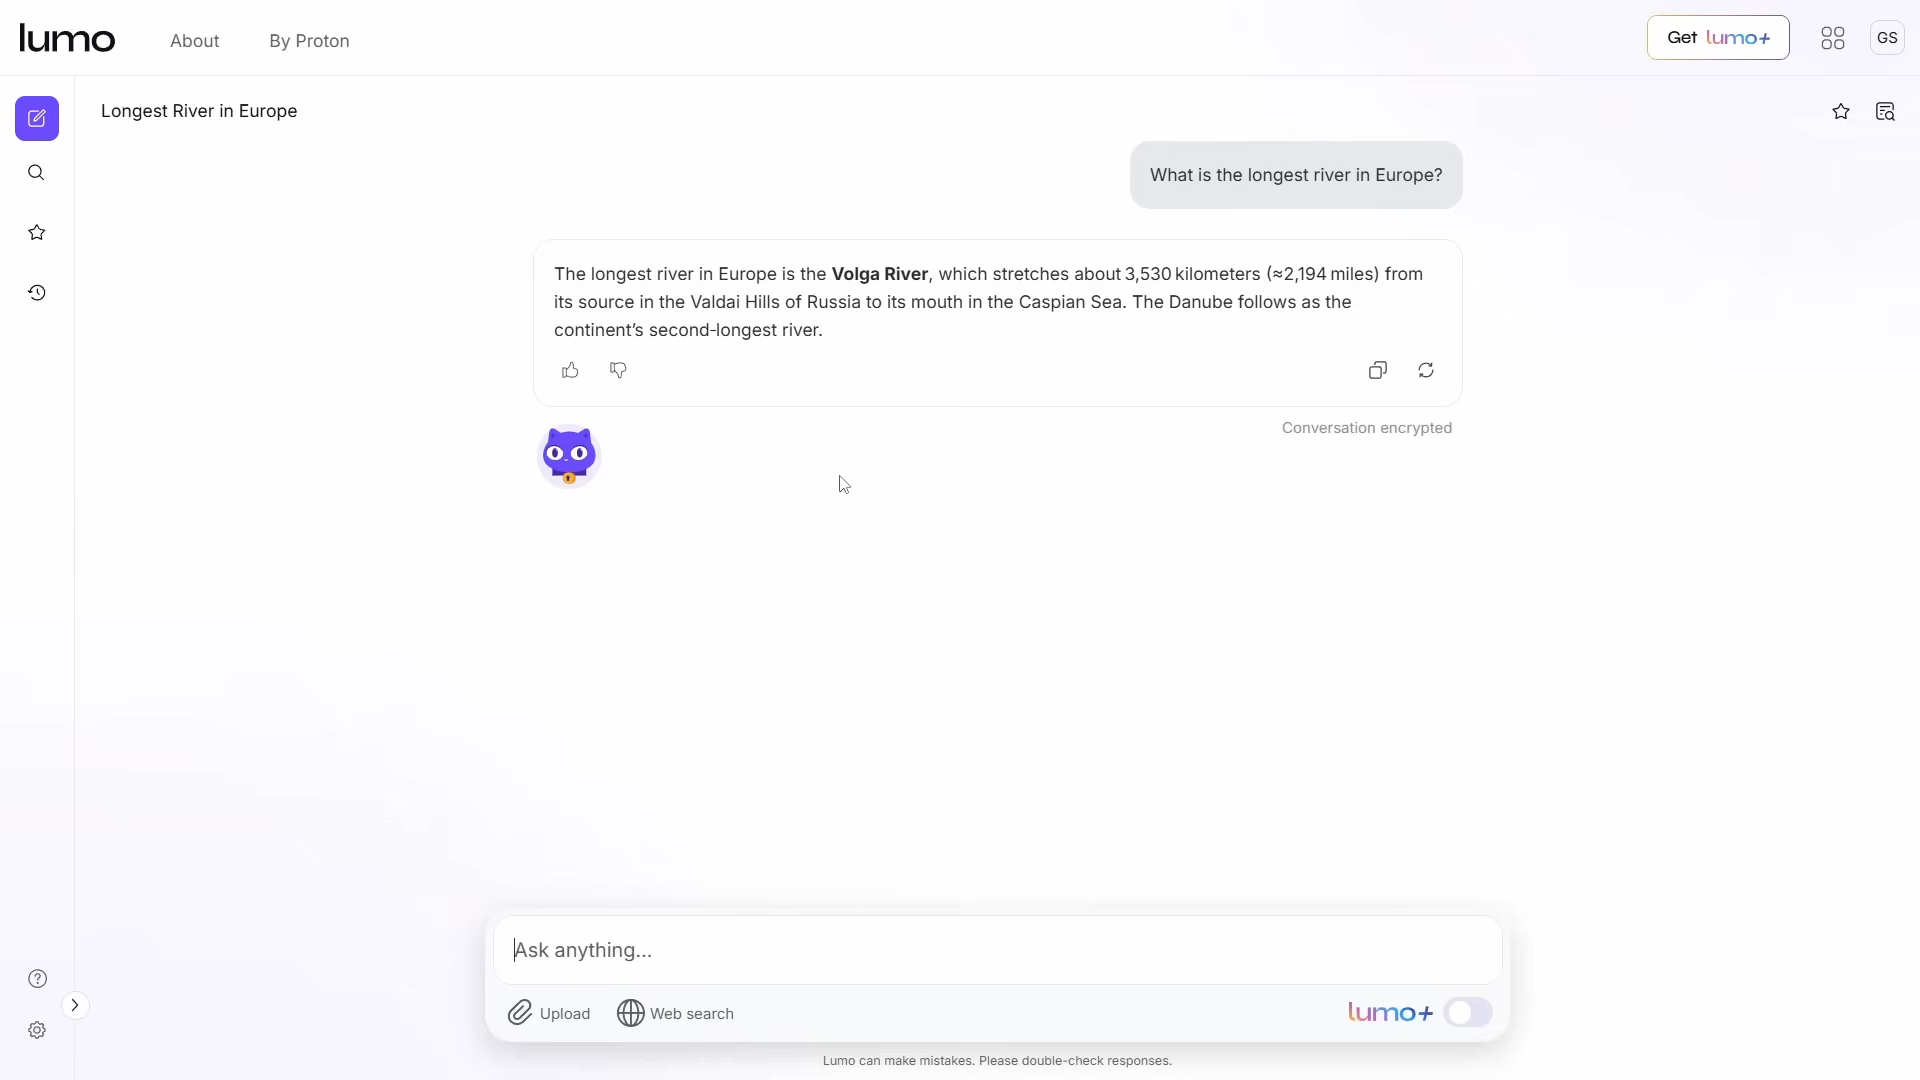 lumo
About
By Proton
Get lumo+
GS
Longest River in Europe
What is the longest river in Europe?
The longest river in Europe is the Volga River, which stretches about 3,530 kilometers (≈2,194 miles) from
its source in the Valdai Hills of Russia to its mouth in the Caspian Sea. The Danube follows as the
continent’s second‑longest river.
Conversation encrypted
Ask anything...
Upload
Web search
lumo+
Lumo can make mistakes. Please double-check responses.